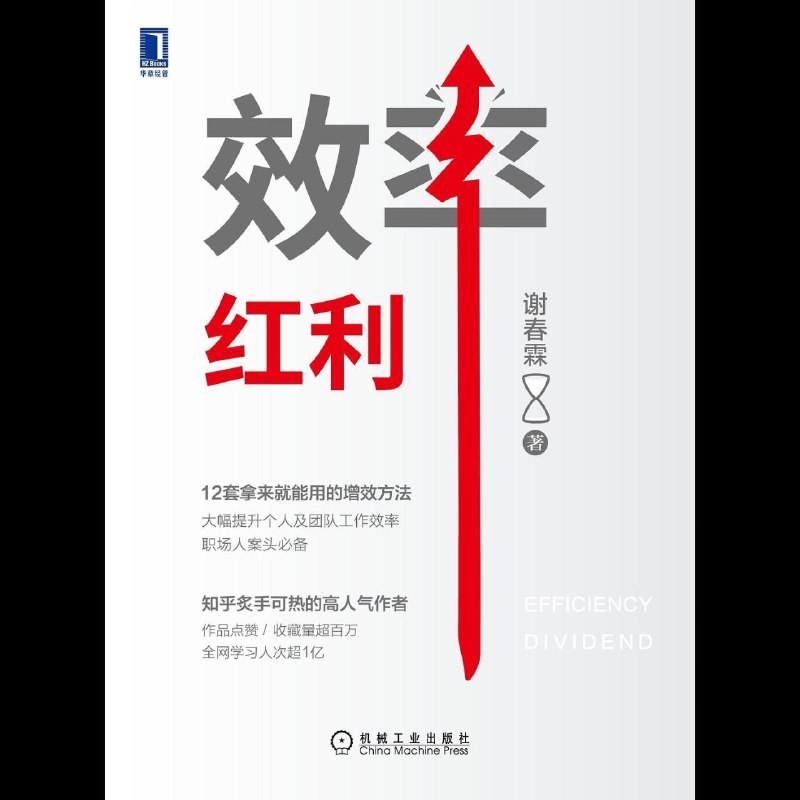 HZ BOOKS
华章经管
效率
红利
谢春霖
著
12套拿来就能用的增效方法
大幅提升个人及团队工作效率
职场人案头必备
知乎炙手可热的高人气作者
作品点赞 / 收藏量超百万
全网学习人次超1亿
EFFICIENCY
DIVIDEND
机械工业出版社
China Machine Press